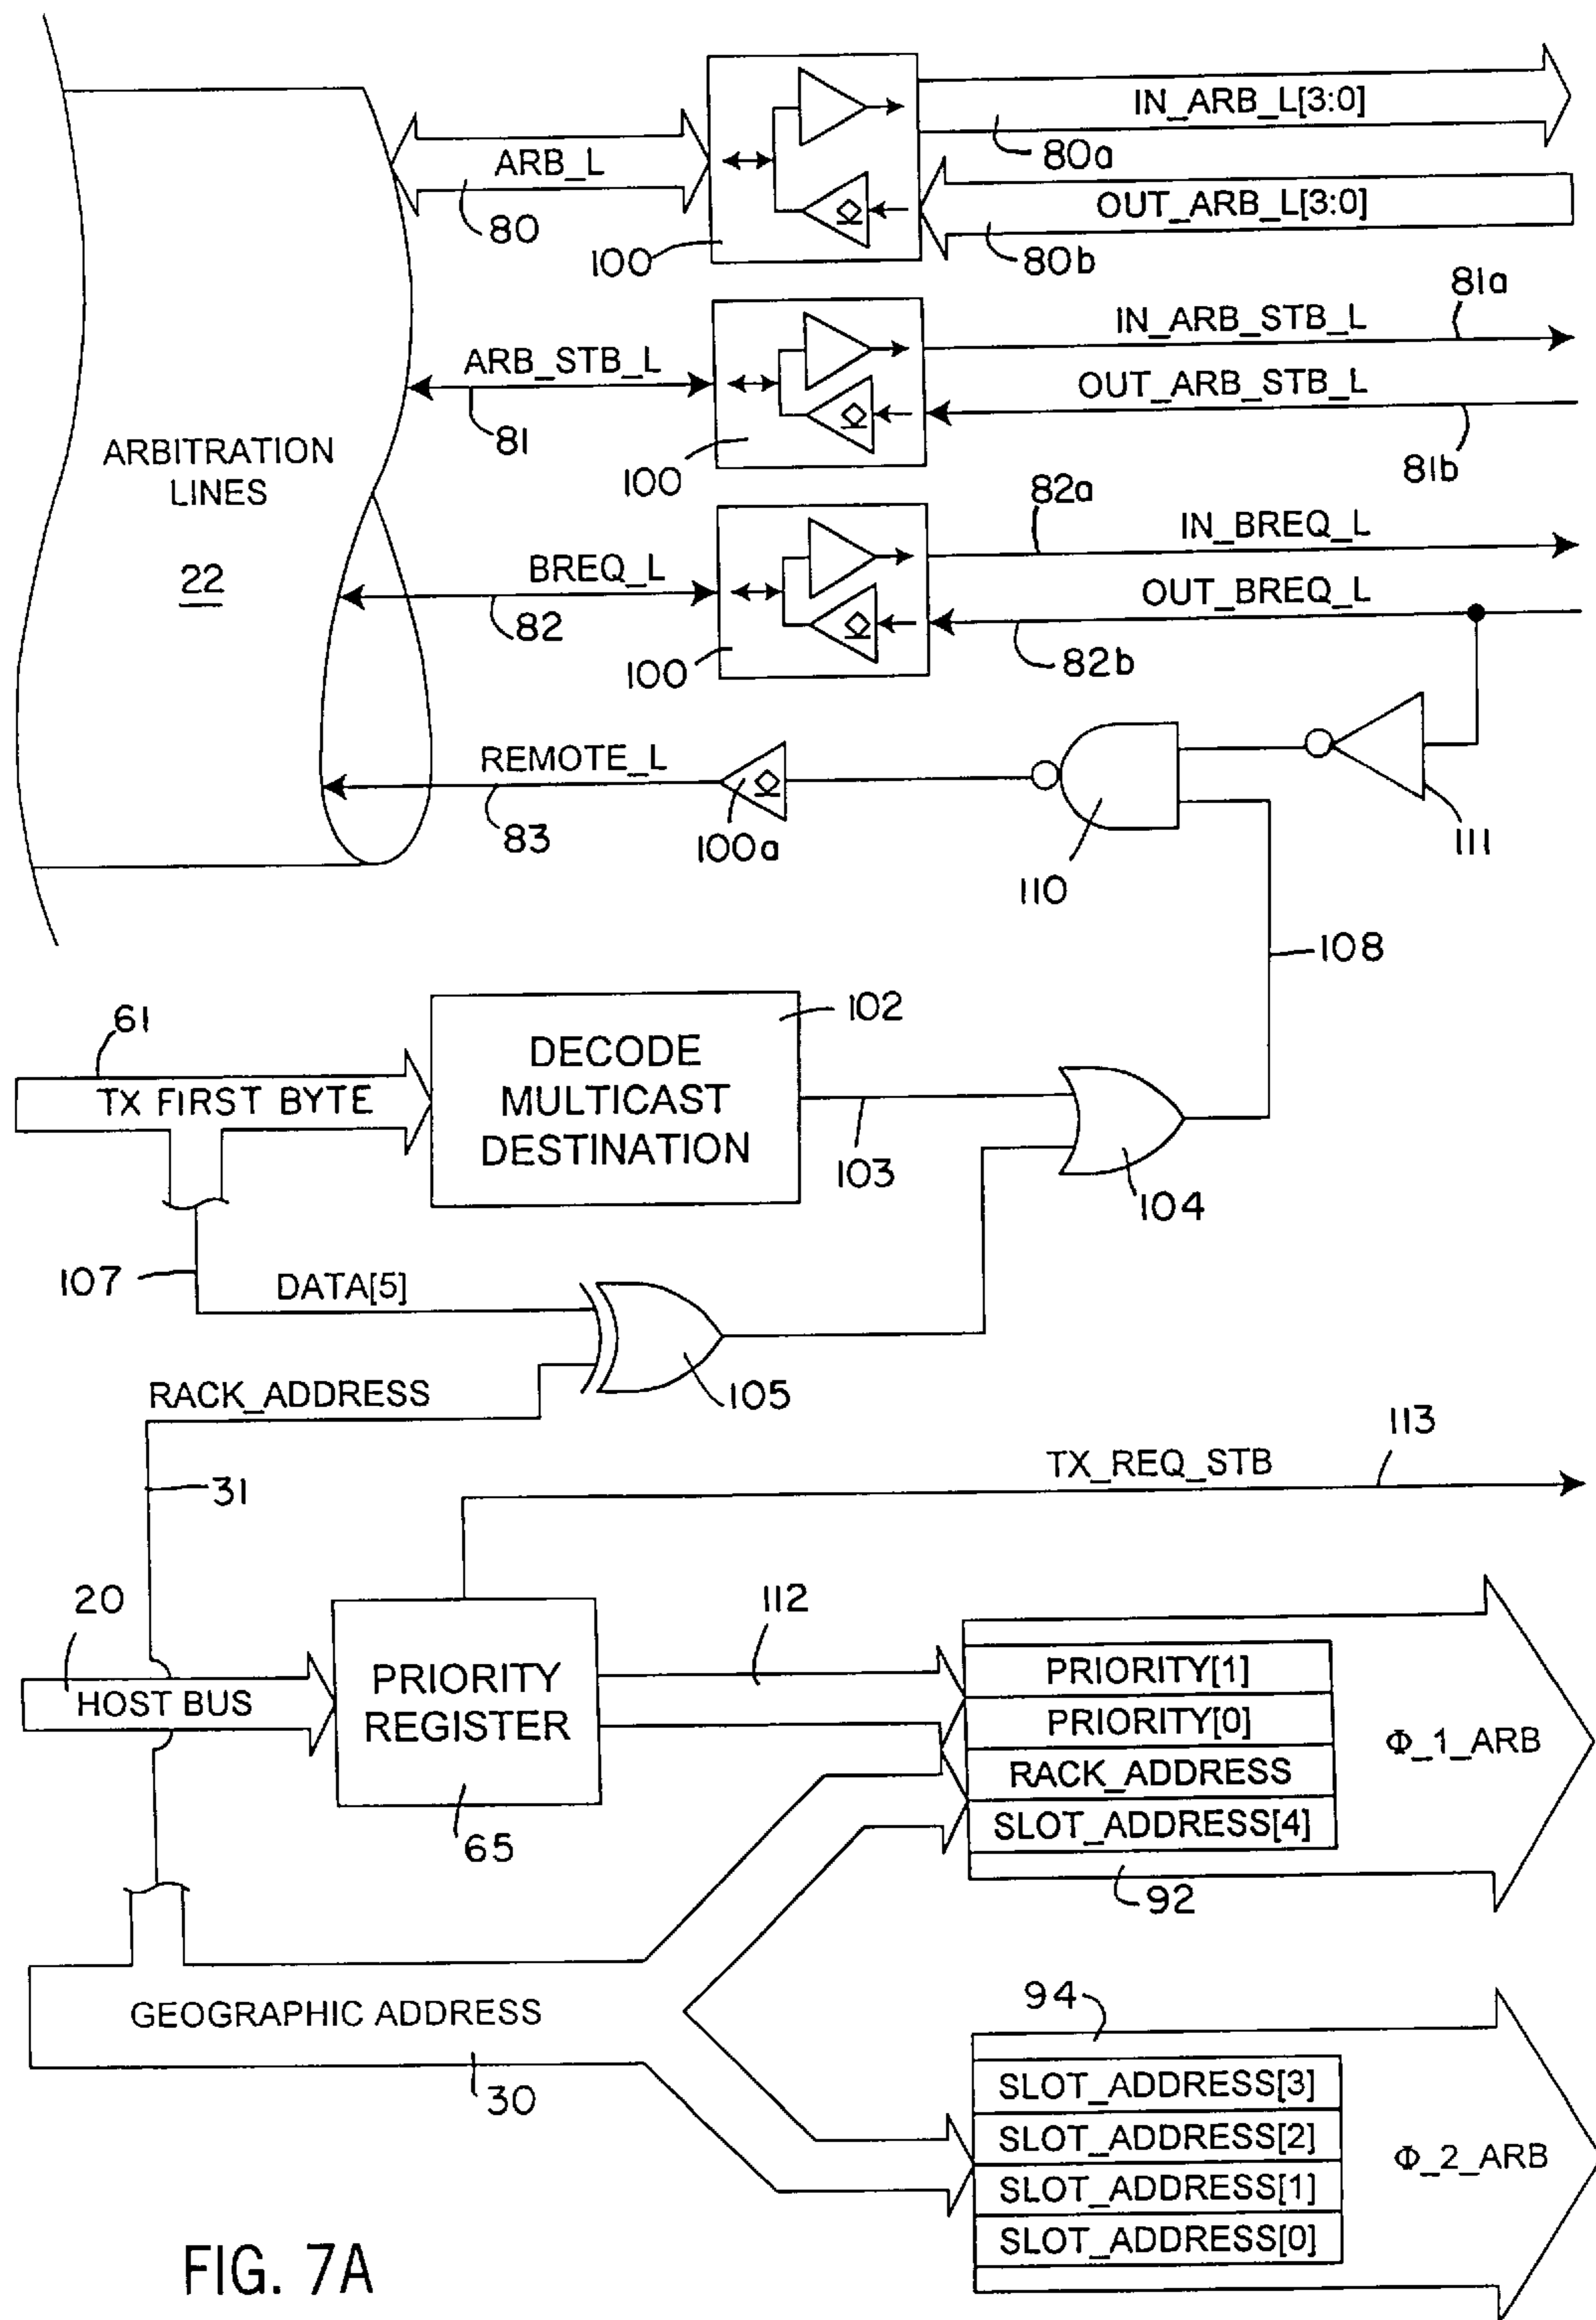 IN_ARB_L[3:0]
80a
ARB_L
80
OUT_ARB_L[3:0]
80b
100
81a
IN_ARB_STB_L
ARB_STB_L
81
OUT_ARB_STB_L
81b
100
ARBITRATION
LINES
22
82a
IN_BREQ_L
BREQ_L
82
OUT_BREQ_L
82b
100
REMOTE_L
83
100a
110
111
108
61
TX FIRST BYTE
102
DECODE
MULTICAST
DESTINATION
103
104
107
DATA[5]
105
RACK_ADDRESS
31
113
TX_REQ_STB
20
HOST BUS
PRIORITY
REGISTER
65
112
PRIORITY[1]
PRIORITY[0]
RACK_ADDRESS
SLOT_ADDRESS[4]
Φ_1_ARB
92
GEOGRAPHIC ADDRESS
30
94
SLOT_ADDRESS[3]
SLOT_ADDRESS[2]
SLOT_ADDRESS[1]
SLOT_ADDRESS[0]
Φ_2_ARB
FIG. 7A